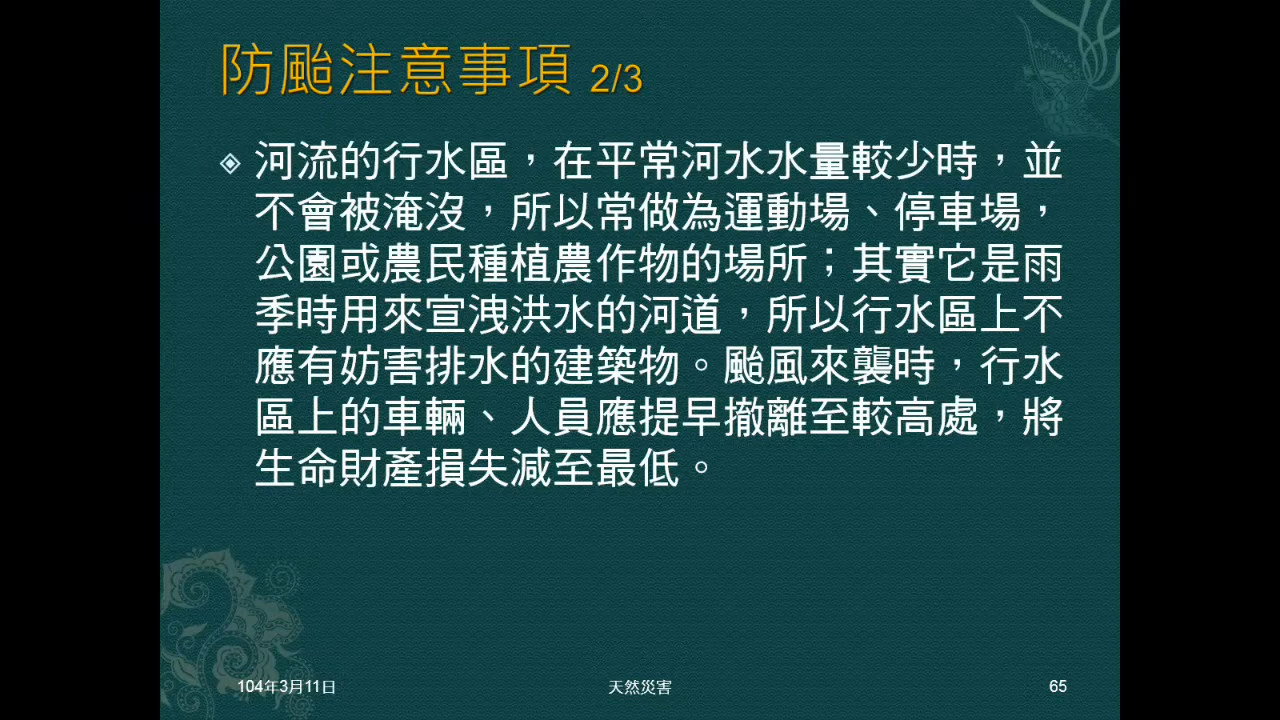 防颱注意事項 2/3
河流的行水區，在平常河水水量較少時，並
不會被淹沒，所以常做為運動場、停車場，
公園或農民種植農作物的場所；其實它是雨
季時用來宣洩洪水的河道，所以行水區上不
應有妨害排水的建築物。颱風來襲時，行水
區上的車輛、人員應提早撤離至較高處，將
生命財產損失減至最低。
104年3月11日
天然災害
65